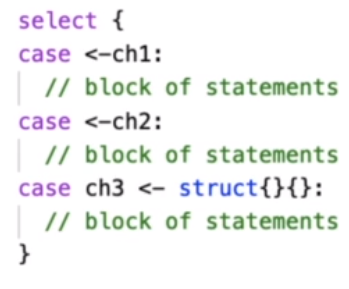 select {
case <-ch1:
// block of statements
case <-ch2:
// block of statements
case ch3 <- struct{}{}:
// block of statements
}